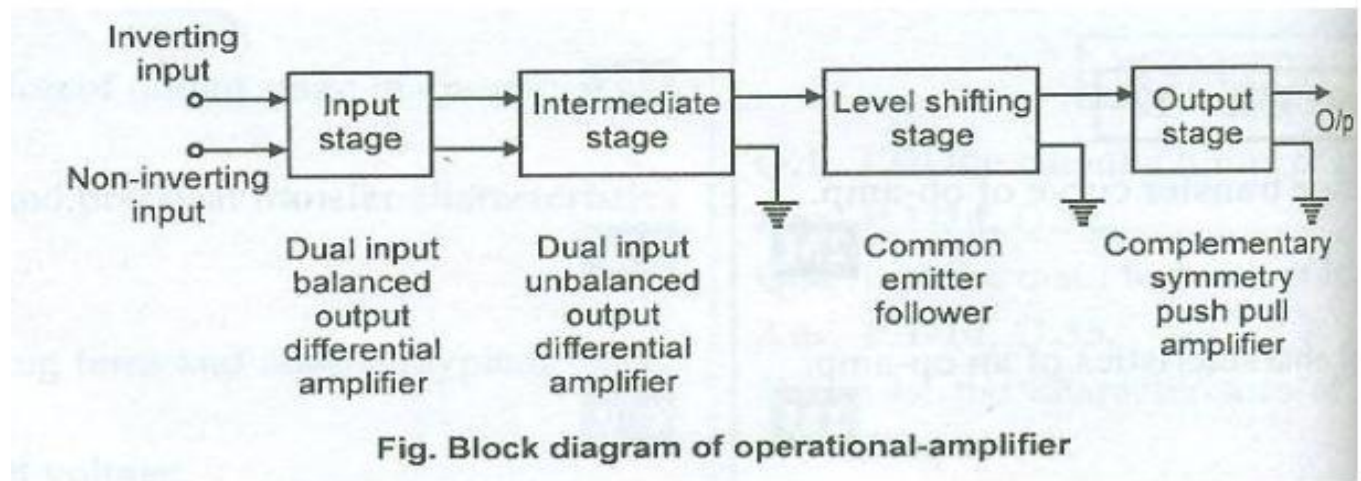 Inverting
input
Non-inverting
input
Input
stage
Intermediate
stage
Level shifting
stage
Output
stage
O/p
Dual input
balanced
output
differential
amplifier
Dual input
unbalanced
output
differential
amplifier
Common
emitter
follower
Complementary
symmetry
push pull
amplifier
Fig. Block diagram of operational-amplifier